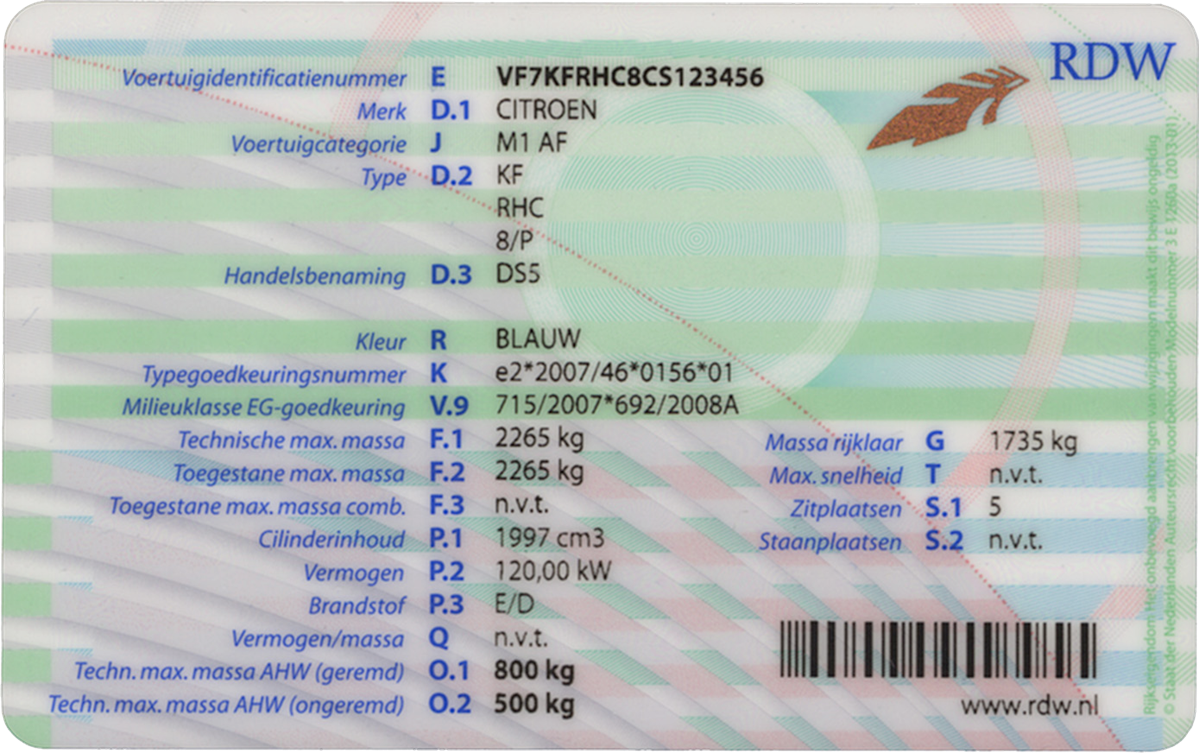 RDW
Voertuigidentificatienummer E VF7KFRHC8CS123456
Merk D.1 CITROEN
Voertuigcategorie J M1 AF
Type D.2 KF
RHC
8/P
Handelsbenaming D.3 DS5
Kleur R BLAUW
Typegoedkeuringsnummer K e2*2007/46*0156*01
Milieuklasse EG-goedkeuring V.9 715/2007*692/2008A
Technische max. massa F.1 2265 kg Massa rijklaar G 1735 kg
Toegestane max. massa F.2 2265 kg Max. snelheid T n.v.t.
Toegestane max. massa comb. F.3 n.v.t. Zitplaatsen S.1 5
Cilinderinhoud P.1 1997 cm3 Staanplaatsen S.2 n.v.t.
Vermogen P.2 120,00 kW
Brandstof P.3 E/D
Vermogen/massa Q n.v.t.
Techn. max. massa AHW (geremd) O.1 800 kg
Techn. max. massa AHW (ongeremd) O.2 500 kg
www.rdw.nl
Rijkseigendom Het onbevoegd aanbrengen van wijzigingen maakt dit bewijs ongeldig
© Staat der Nederlanden Auteursrecht voorbehouden Modelnummer 3 E 1260a (2013-01)